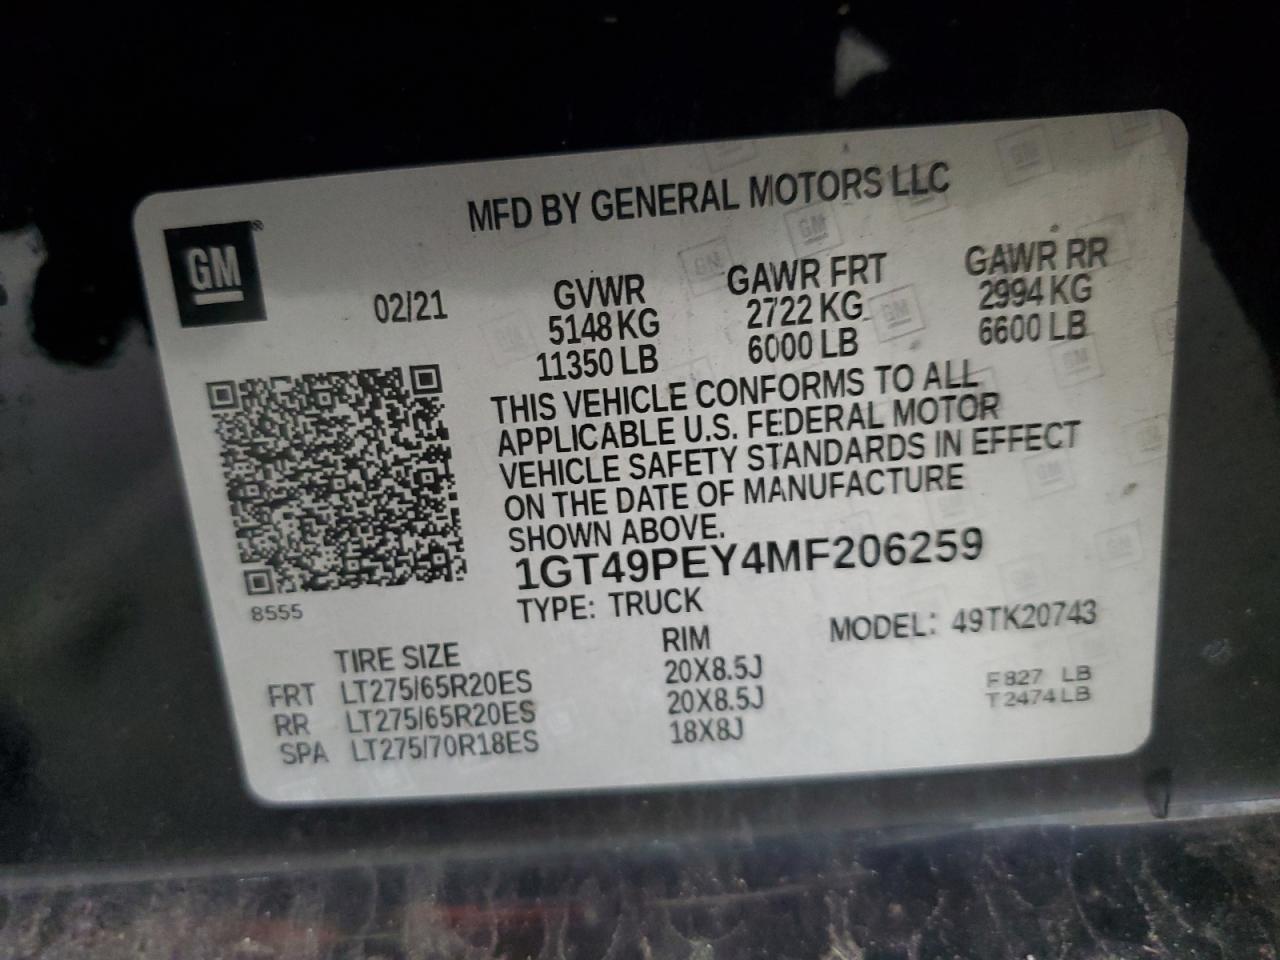 MFD BY GENERAL MOTORS LLC
GM®
02/21
GVWR
5148 KG
11350 LB
GAWR FRT
2722 KG
6000 LB
GAWR RR
2994 KG
6600 LB
THIS VEHICLE CONFORMS TO ALL
APPLICABLE U.S. FEDERAL MOTOR
VEHICLE SAFETY STANDARDS IN EFFECT
ON THE DATE OF MANUFACTURE
SHOWN ABOVE.
1GT49PEY4MF206259
8555
TYPE: TRUCK
MODEL: 49TK20743
TIRE SIZE RIM
FRT LT275/65R20ES 20X8.5J
RR LT275/65R20ES 20X8.5J
SPA LT275/70R18ES 18X8J
F 827 LB
T 2474 LB